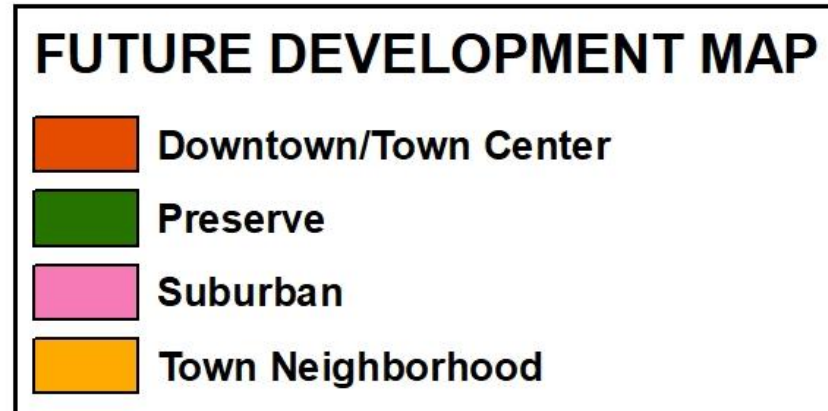 FUTURE DEVELOPMENT MAP
Downtown/Town Center
Preserve
Suburban
Town Neighborhood